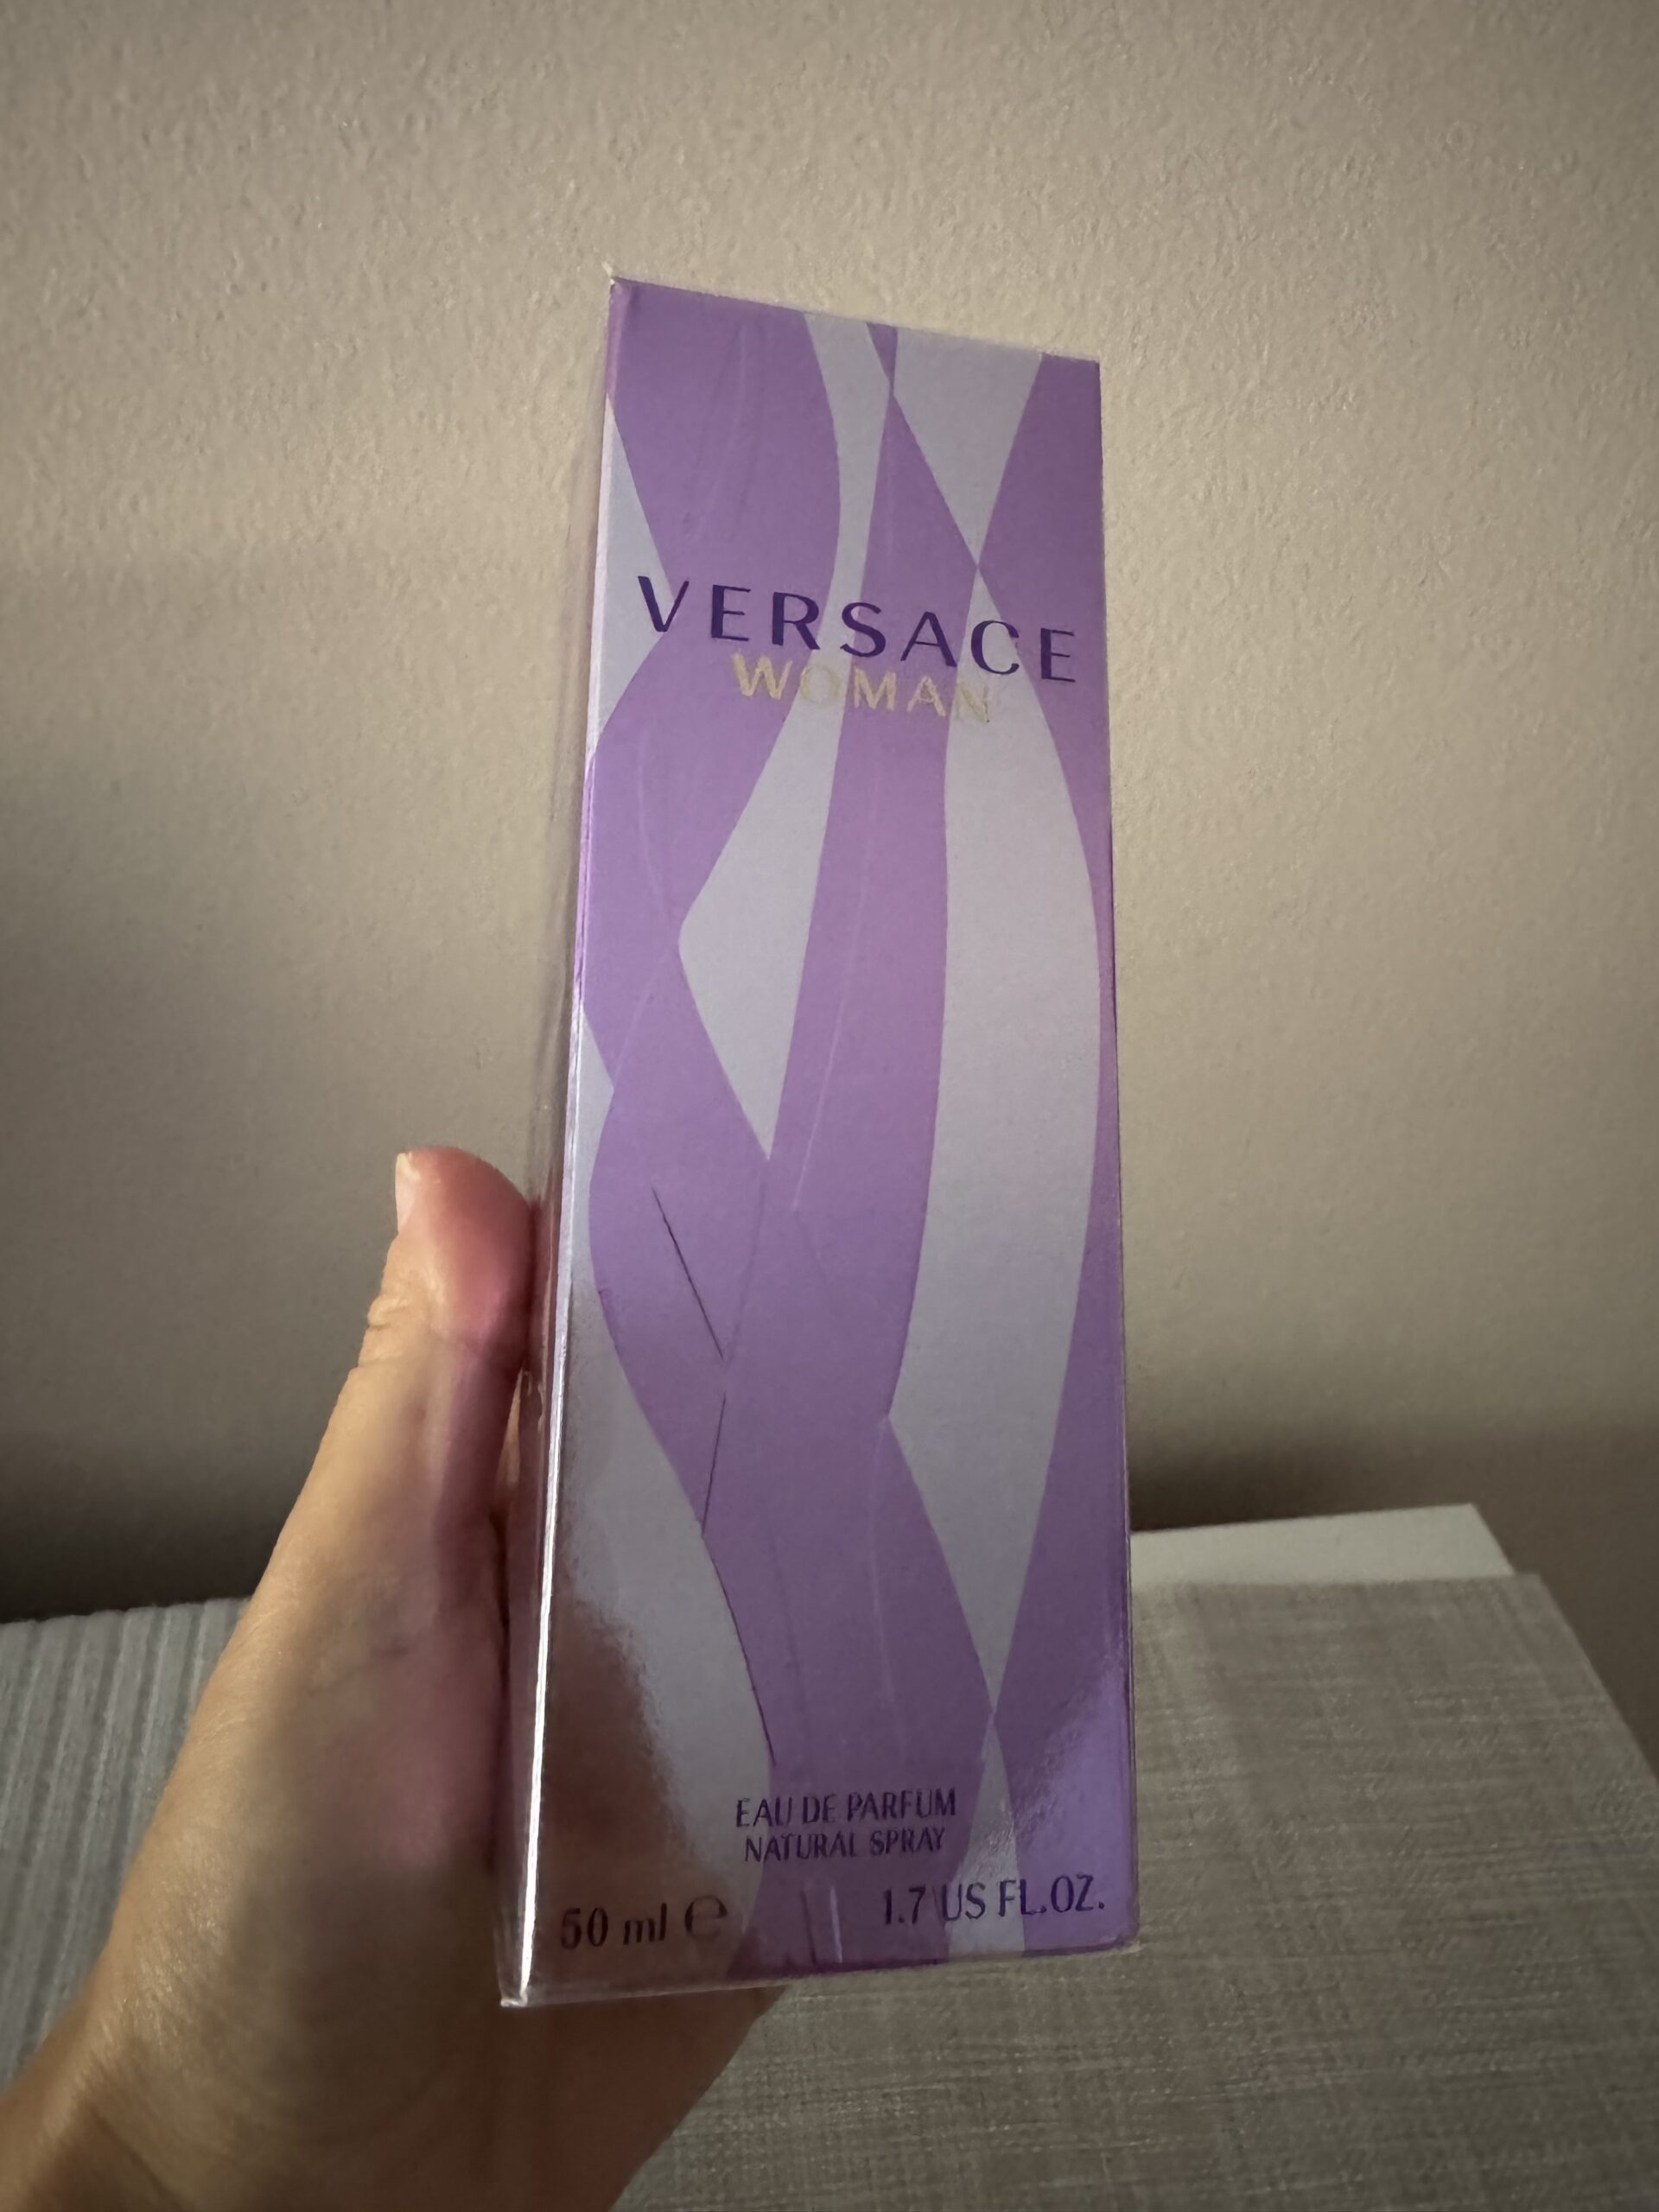 VERSACE
WOMAN
EAU DE PARFUM
NATURAL SPRAY
50 ml ℮
1.7 US FL.OZ.